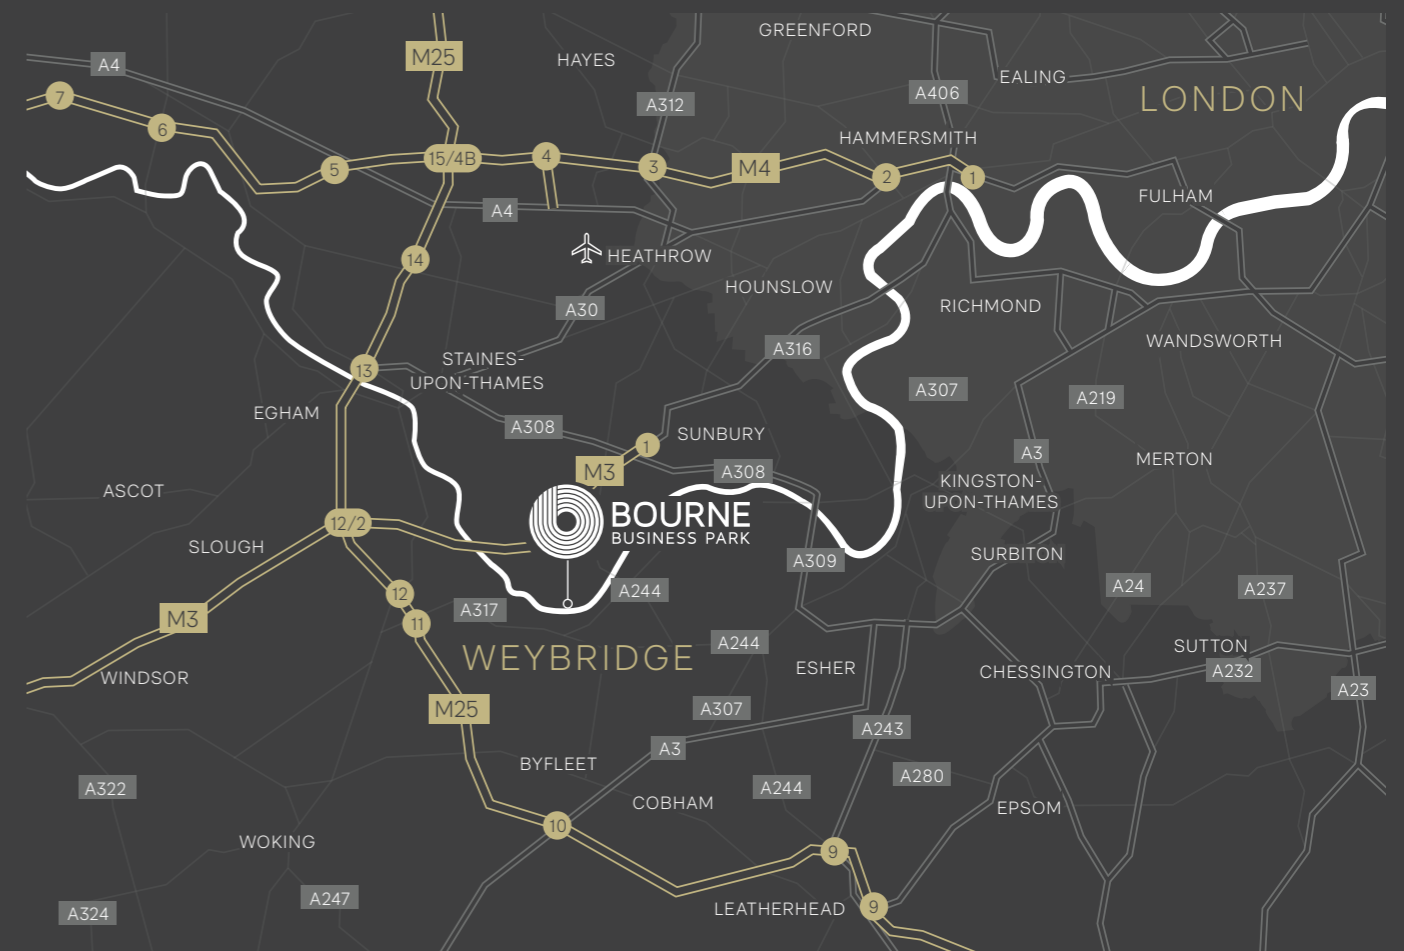 GREENFORD
M25
HAYES
A4
EALING
A406
LONDON
7
A312
6
HAMMERSMITH
15/4B
4
3
M4
2
1
5
FULHAM
A4
14
HEATHROW
HOUNSLOW
A30
RICHMOND
A316
WANDSWORTH
STAINES-
UPON-THAMES
13
A307
A219
EGHAM
A308
SUNBURY
1
A3
MERTON
M3
A308
KINGSTON-
UPON-THAMES
ASCOT
BOURNE
BUSINESS PARK
12/2
SLOUGH
SURBITON
A309
A24
A237
12
A244
A317
M3
11
A244
SUTTON
WEYBRIDGE
ESHER
CHESSINGTON
A232
WINDSOR
A23
M25
A307
A243
A3
BYFLEET
A280
A322
A244
COBHAM
EPSOM
10
WOKING
9
A247
LEATHERHEAD
9
A324